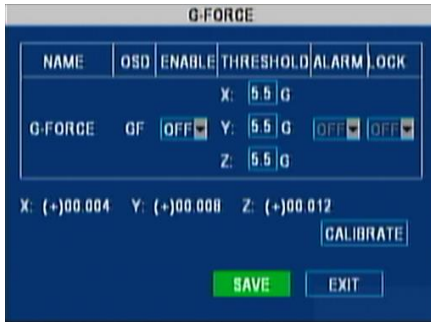 G-FORCE
NAME OSD ENABLE THRESHOLD ALARM LOCK
X: 5.5 G
G-FORCE GF OFF Y: 5.5 G OFF OFF
Z: 5.5 G
X: (+)00.004 Y: (+)00.008 Z: (+)00.012
CALIBRATE
SAVE EXIT